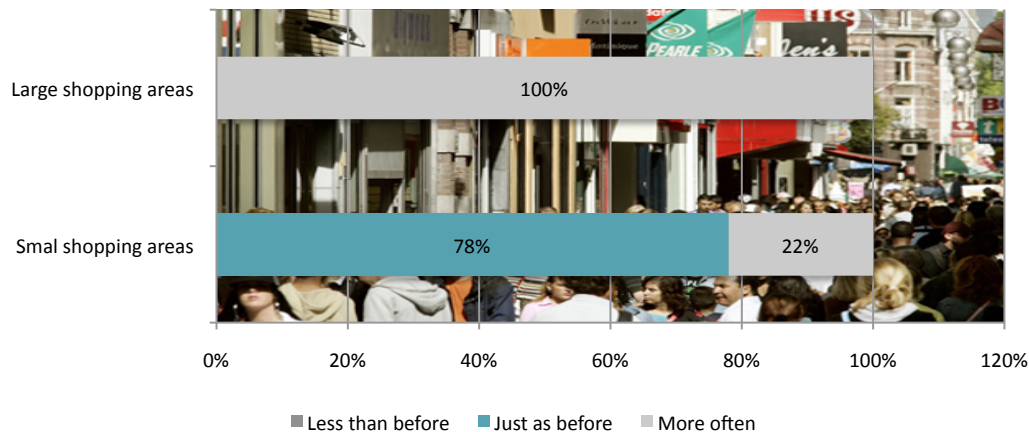 PEARLE
Jen's
Large shopping areas
100%
Smal shopping areas
78%
22%
0%
20%
40%
60%
80%
100%
120%
Less than before
Just as before
More often